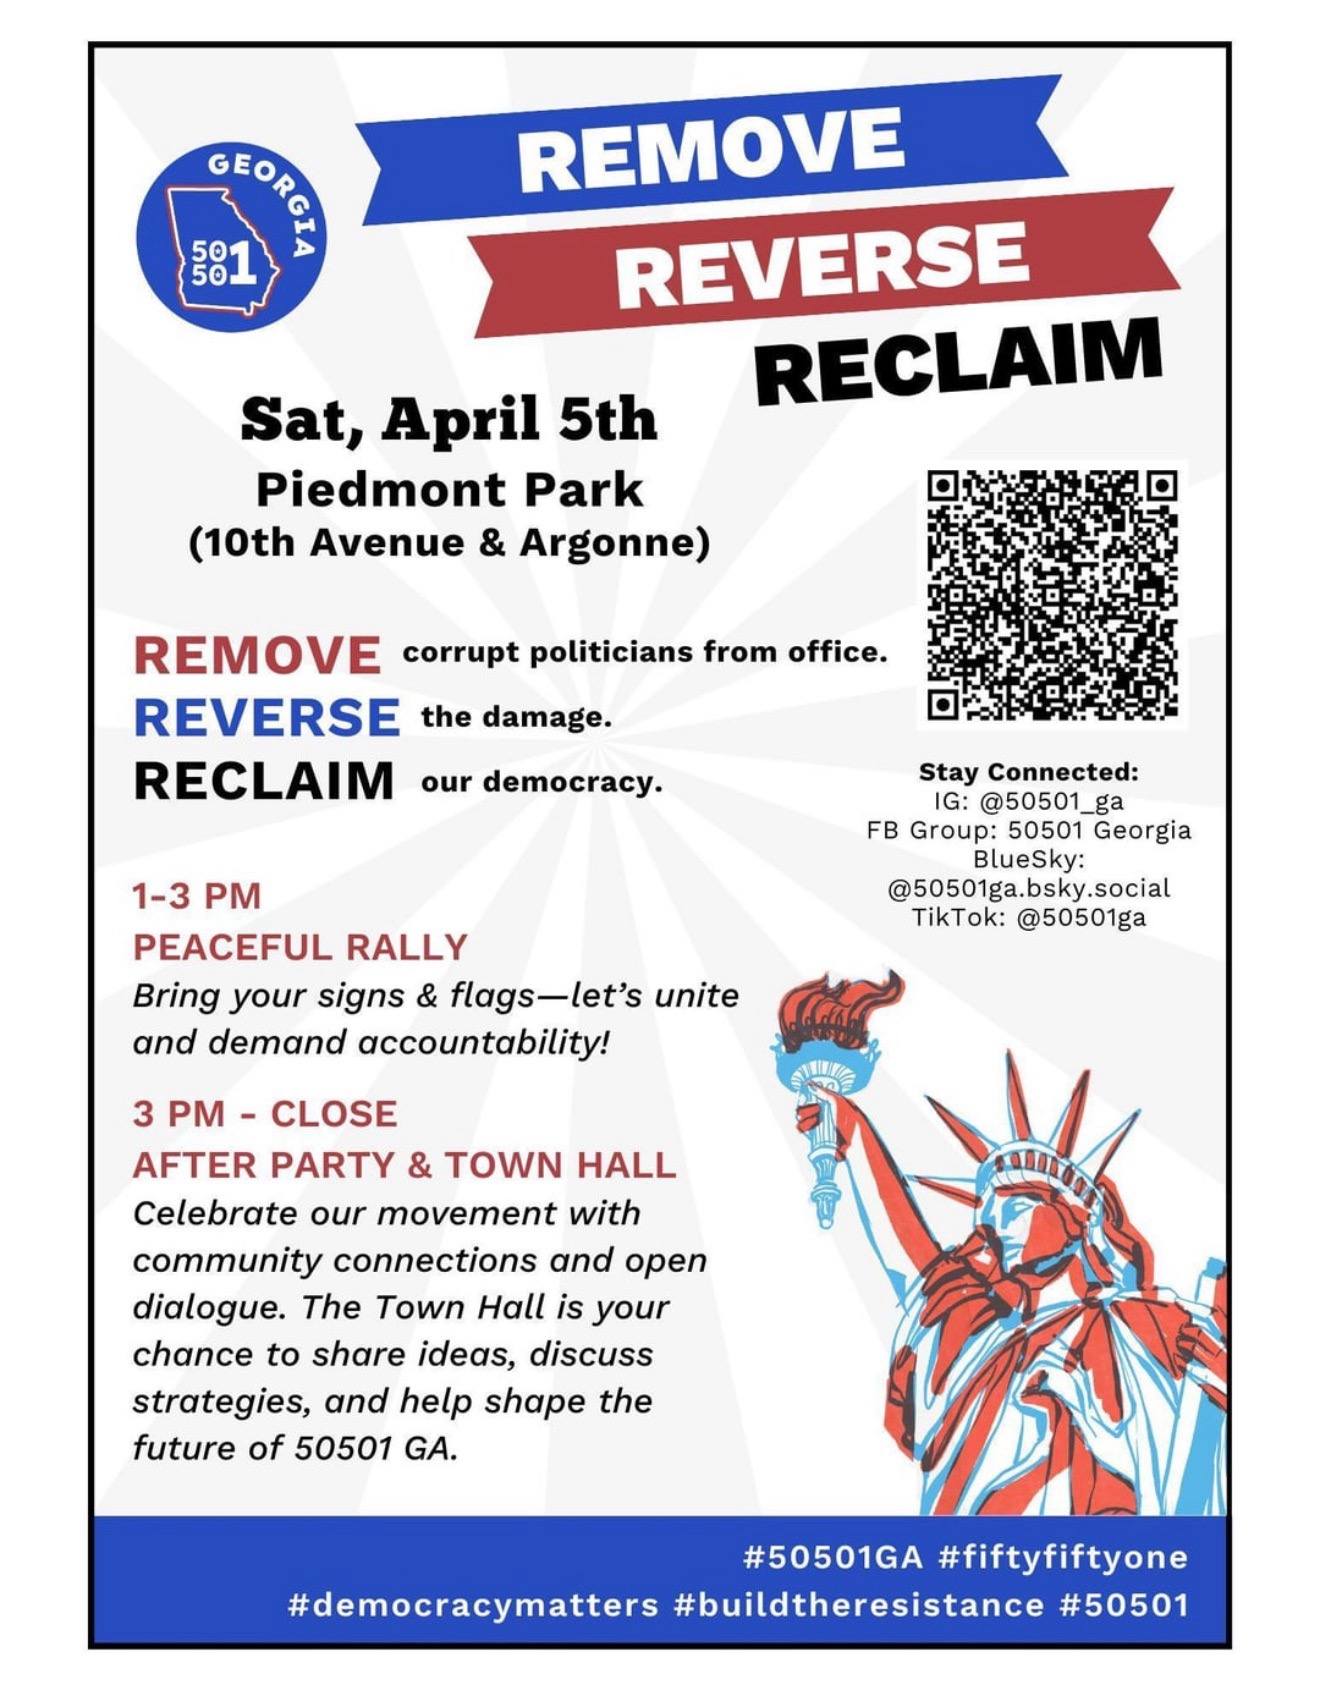 GEORGIA
50
501
REMOVE
REVERSE
RECLAIM
Sat, April 5th
Piedmont Park
(10th Avenue & Argonne)
REMOVE corrupt politicians from office.
REVERSE the damage.
RECLAIM our democracy.
Stay Connected:
IG: @50501_ga
FB Group: 50501 Georgia
BlueSky:
@50501ga.bsky.social
TikTok: @50501ga
1-3 PM
PEACEFUL RALLY
Bring your signs & flags—let’s unite
and demand accountability!
3 PM - CLOSE
AFTER PARTY & TOWN HALL
Celebrate our movement with
community connections and open
dialogue. The Town Hall is your
chance to share ideas, discuss
strategies, and help shape the
future of 50501 GA.
#50501GA #fiftyfiftyone
#democracymatters #buildtheresistance #50501